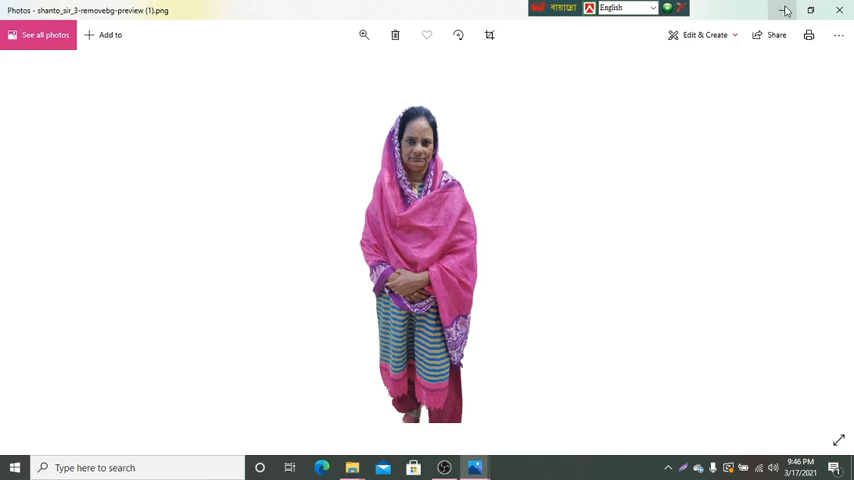 Photos - shanto_sir_3-removebg-preview (1).png
বায়ান্নো English
See all photos
Add to
Edit & Create
Share
Type here to search
9:46 PM
3/17/2021
1